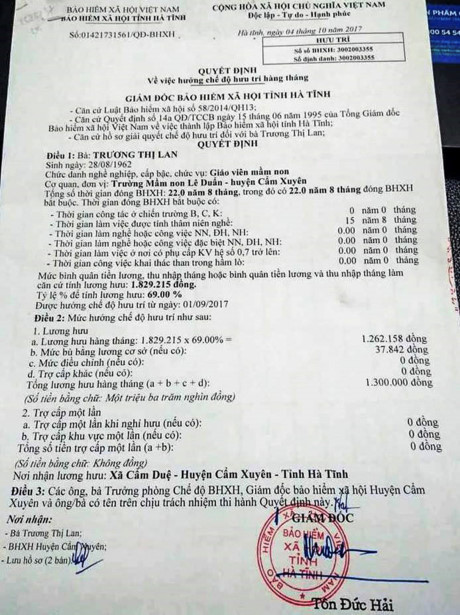 BẢO HIỂM XÃ HỘI VIỆT NAM
BẢO HIỂM XÃ HỘI TỈNH HÀ TĨNH
CỘNG HÒA XÃ HỘI CHỦ NGHĨA VIỆT NAM
Độc lập - Tự do - Hạnh phúc
Số:01421731561/QĐ-BHXH
Hà tĩnh, ngày 04 tháng 10 năm 2017
HƯU TRÍ
Số sổ BHXH: 3002003355
Số định danh: 3002003355
QUYẾT ĐỊNH
Về việc hưởng chế độ hưu trí hàng tháng
GIÁM ĐỐC BẢO HIỂM XÃ HỘI TỈNH HÀ TĨNH
- Căn cứ Luật Bảo hiểm xã hội số 58/2014/QH13;
- Căn cứ Quyết định số 14a QĐ/TCCB ngày 15 tháng 06 năm 1995 của Tổng Giám đốc
Bảo hiểm xã hội Việt Nam về việc thành lập Bảo hiểm xã hội tỉnh Hà Tĩnh;
- Căn cứ hồ sơ giải quyết chế độ hưu trí đối với bà Trương Thị Lan;
QUYẾT ĐỊNH
Điều 1: Bà: TRƯƠNG THỊ LAN
Sinh ngày: 28/08/1962
Chức danh nghề nghiệp, cấp bậc, chức vụ: Giáo viên mầm non
Cơ quan, đơn vị: Trường Mầm non Lê Duẩn - huyện Cẩm Xuyên
Tổng số thời gian đóng BHXH: 22.0 năm 8 tháng, trong đó có 22.0 năm 8 tháng đóng BHXH
bắt buộc. Thời gian đóng BHXH bắt buộc có:
- Thời gian công tác ở chiến trường B, C, K: 0 năm 0 tháng
- Thời gian làm việc được tính thâm niên nghề: 15 năm 8 tháng
- Thời gian làm nghề hoặc công việc NN, ĐH, NH: 0.00 năm 0 tháng
- Thời gian làm nghề hoặc công việc đặc biệt NN, ĐH, NH: 0.00 năm 0 tháng
- Thời gian làm việc ở nơi có phụ cấp KV hệ số 0,7 trở lên: 0.00 năm 0 tháng
- Thời gian công việc khai thác than trong hầm lò: 0.00 năm 0 tháng
Mức bình quân tiền lương, thu nhập tháng hoặc bình quân tiền lương và thu nhập tháng làm
căn cứ tính lương hưu: 1.829.215 đồng.
Tỷ lệ % để tính lương hưu: 69.00 %
Được hưởng chế độ hưu trí từ ngày: 01/09/2017
Điều 2: Mức hưởng chế độ hưu trí như sau:
1. Lương hưu
a. Lương hưu hàng tháng: 1.829.215 x 69.00% = 1.262.158 đồng
b. Mức bù bằng lương cơ sở (nếu có): 37.842 đồng
c. Mức điều chỉnh (nếu có): 0 đồng
d. Trợ cấp khác (nếu có): 0 đồng
Tổng lương hưu hàng tháng (a + b + c + d): 1.300.000 đồng
(Số tiền bằng chữ: Một triệu ba trăm nghìn đồng)
2. Trợ cấp một lần
a. Trợ cấp một lần khi nghỉ hưu (nếu có): 0 đồng
b. Trợ cấp khu vực một lần (nếu có): 0 đồng
Tổng số tiền trợ cấp một lần (a +b): 0 đồng
(Số tiền bằng chữ: Không đồng)
Nơi nhận lương hưu: Xã Cẩm Duệ - Huyện Cẩm Xuyên - Tỉnh Hà Tĩnh
Điều 3: Các ông, bà Trưởng phòng Chế độ BHXH, Giám đốc bảo hiểm xã hội Huyện Cẩm
Xuyên và ông/bà có tên trên chịu trách nhiệm thi hành Quyết định này./.
Nơi nhận:
GIÁM ĐỐC
- Bà Trương Thị Lan;
- BHXH Huyện Cẩm Xuyên;
- Lưu hồ sơ (2 bản).
BẢO HIỂM
XÃ HỘI
TỈNH
HÀ TĨNH
Tôn Đức Hải